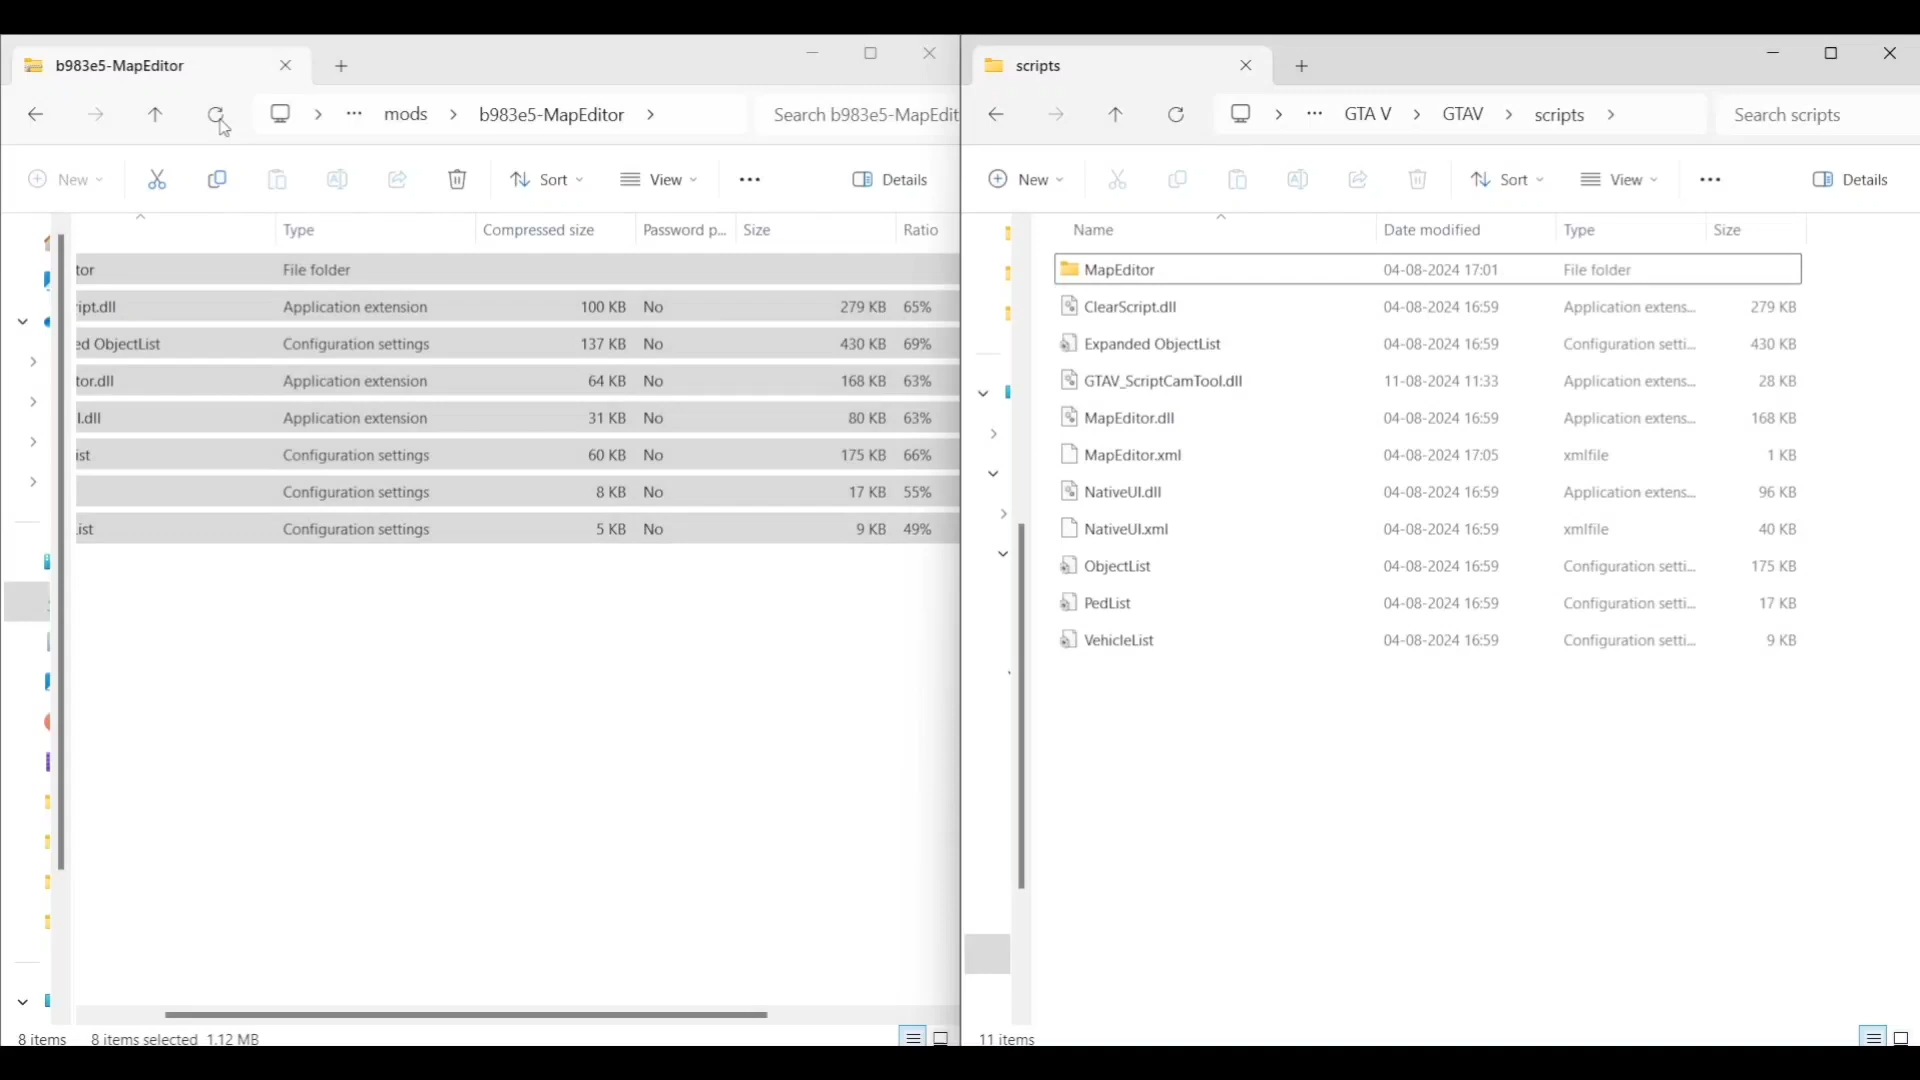 b983e5-MapEditor
mods b983e5-MapEditor Search b983e5-MapEdit
New Sort View Details
Type Compressed size Password p... Size Ratio
tor File folder
ript.dll Application extension 100 KB No 279 KB 65%
ed ObjectList Configuration settings 137 KB No 430 KB 69%
tor.dll Application extension 64 KB No 168 KB 63%
I.dll Application extension 31 KB No 80 KB 63%
ist Configuration settings 60 KB No 175 KB 66%
Configuration settings 8 KB No 17 KB 55%
ist Configuration settings 5 KB No 9 KB 49%
8 items 8 items selected 1.12 MB
scripts
GTA V GTAV scripts Search scripts
New Sort View Details
Name Date modified Type Size
MapEditor 04-08-2024 17:01 File folder
ClearScript.dll 04-08-2024 16:59 Application extens... 279 KB
Expanded ObjectList 04-08-2024 16:59 Configuration setti... 430 KB
GTAV_ScriptCamTool.dll 11-08-2024 11:33 Application extens... 28 KB
MapEditor.dll 04-08-2024 16:59 Application extens... 168 KB
MapEditor.xml 04-08-2024 17:05 xmlfile 1 KB
NativeUI.dll 04-08-2024 16:59 Application extens... 96 KB
NativeUI.xml 04-08-2024 16:59 xmlfile 40 KB
ObjectList 04-08-2024 16:59 Configuration setti... 175 KB
PedList 04-08-2024 16:59 Configuration setti... 17 KB
VehicleList 04-08-2024 16:59 Configuration setti... 9 KB
11 items